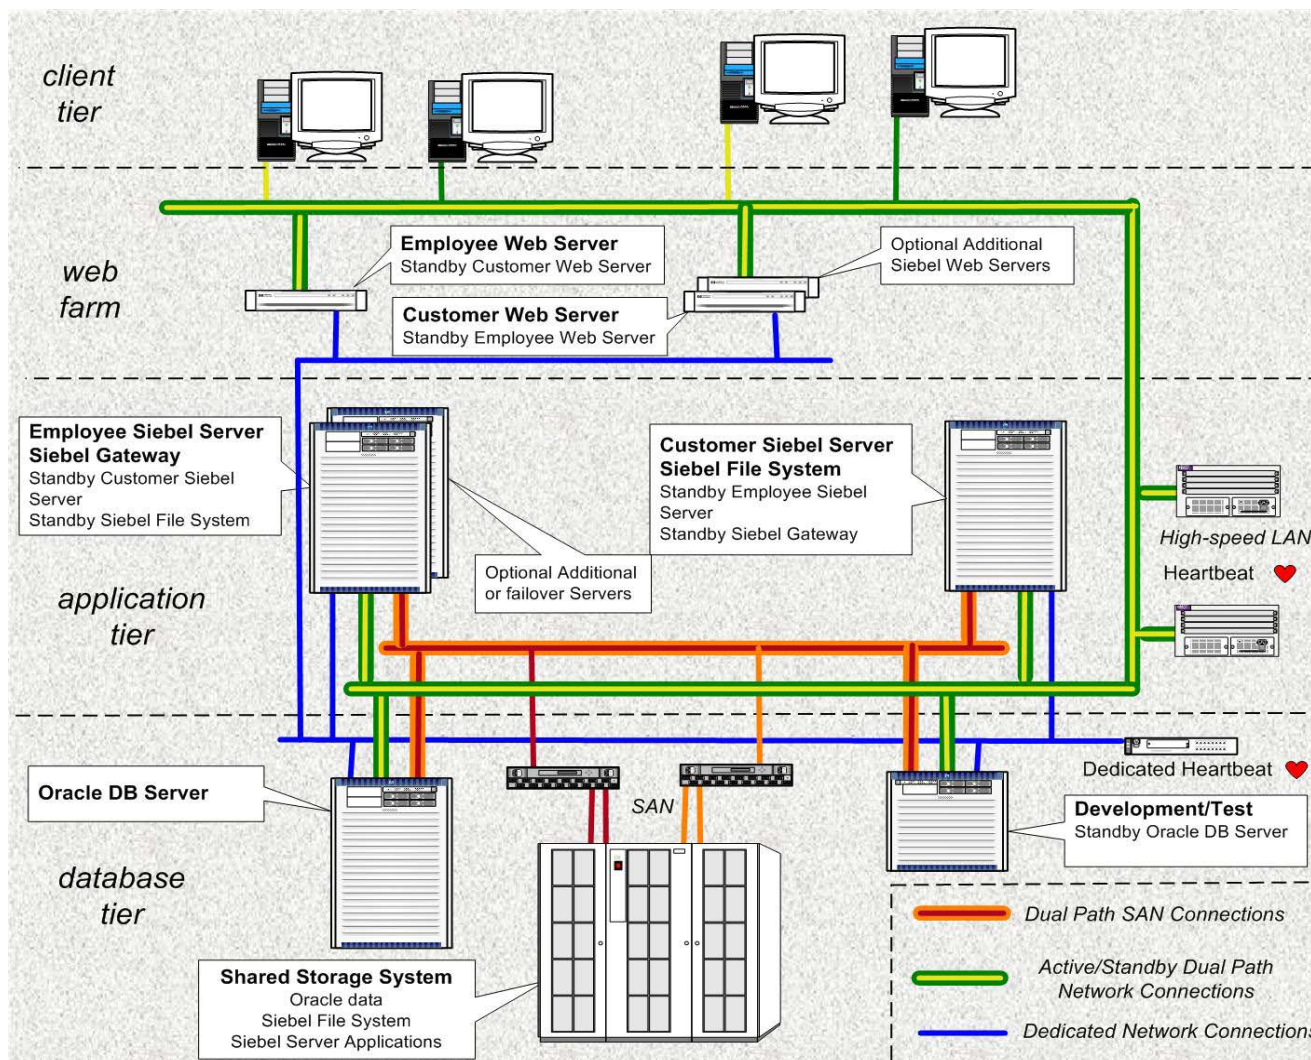 client
tier
web
farm
Employee Web Server
Standby Customer Web Server
Optional Additional
Siebel Web Servers
Customer Web Server
Standby Employee Web Server
Employee Siebel Server
Siebel Gateway
Standby Customer Siebel
Server
Standby Siebel File System
Customer Siebel Server
Siebel File System
Standby Employee Siebel
Server
Standby Siebel Gateway
Optional Additional
or failover Servers
application
tier
High-speed LAN
Heartbeat
Dedicated Heartbeat
Oracle DB Server
SAN
Development/Test
Standby Oracle DB Server
database
tier
Shared Storage System
Oracle data
Siebel File System
Siebel Server Applications
Dual Path SAN Connections
Active/Standby Dual Path
Network Connections
Dedicated Network Connections